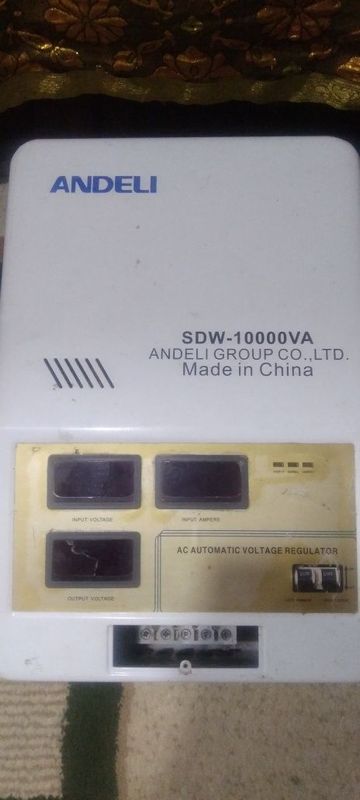 ANDELI
SDW-10000VA
ANDELI GROUP CO.,LTD.
Made in China
INPUT VOLTAGE
INPUT AMPERE
AC AUTOMATIC VOLTAGE REGULATOR
OUTPUT VOLTAGE